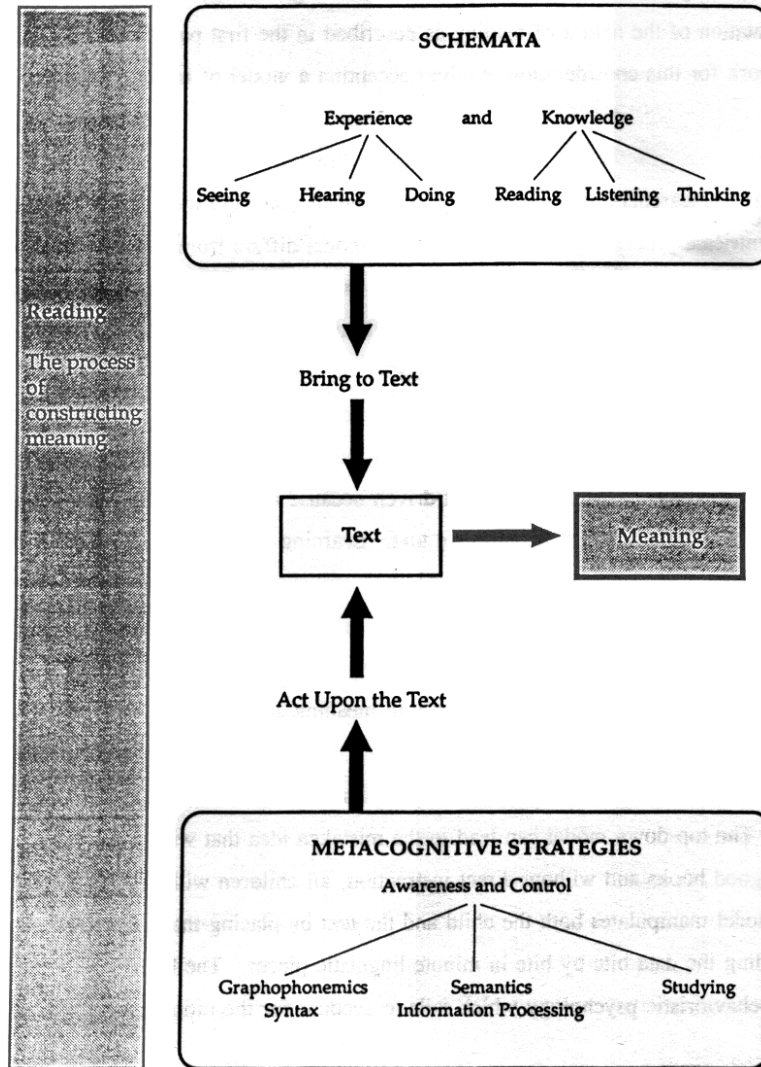 SCHEMATA
Experience and Knowledge
Seeing Hearing Doing Reading Listening Thinking
Reading
The process
of
constructing
meaning
Bring to Text
Text
Meaning
Act Upon the Text
METACOGNITIVE STRATEGIES
Awareness and Control
Graphophonemics Semantics Studying
Syntax Information Processing